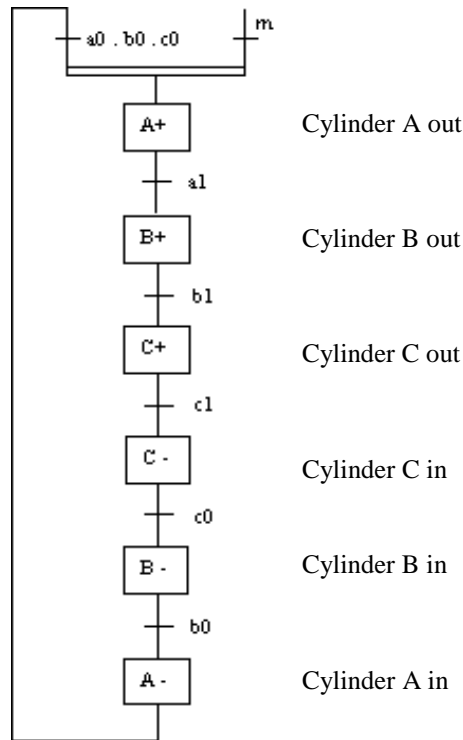 m
a0 . b0 . c0
A+ Cylinder A out
a1
B+ Cylinder B out
b1
C+ Cylinder C out
c1
C - Cylinder C in
c0
B - Cylinder B in
b0
A - Cylinder A in